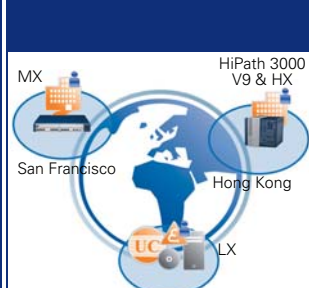 MX
HiPath 3000
V9 & HX
San Francisco
Hong Kong
UC
LX